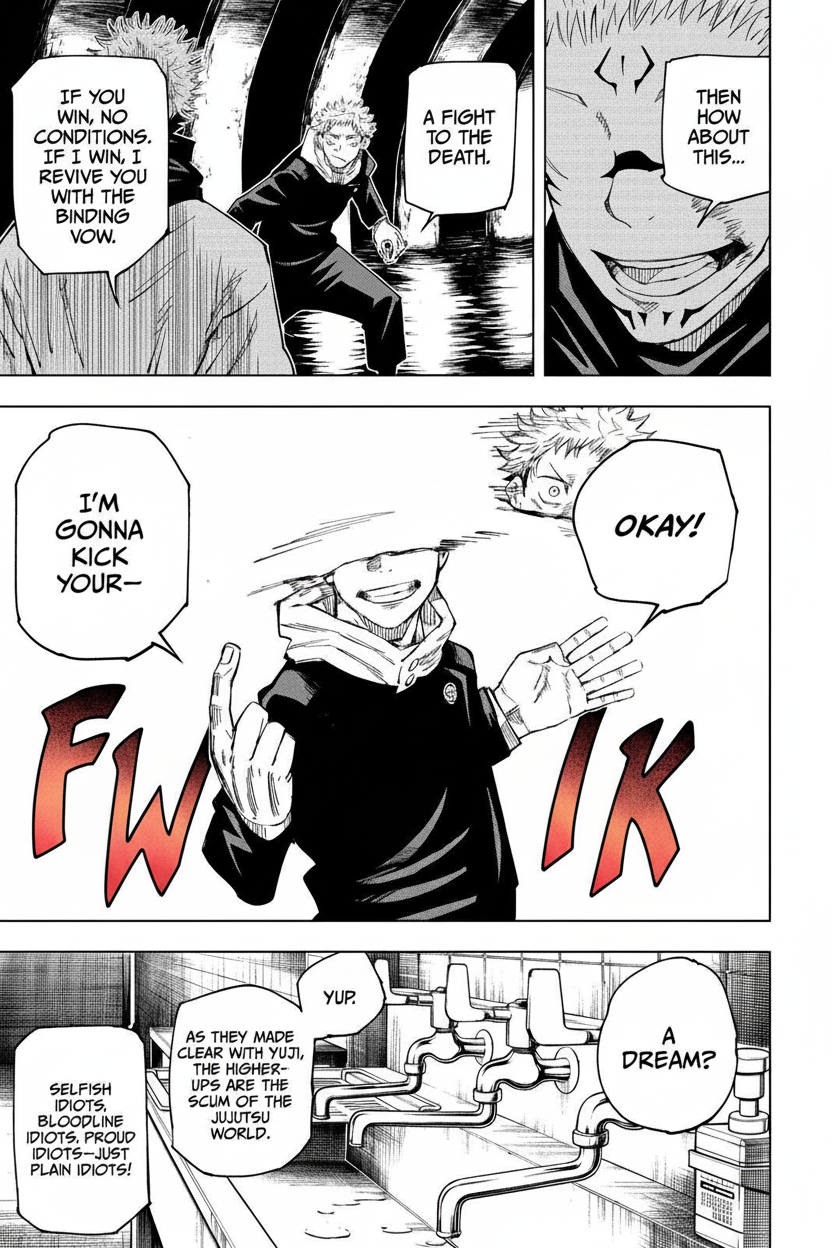 THEN
HOW
ABOUT
THIS...
A FIGHT
TO THE
DEATH.
IF YOU
WIN, NO
CONDITIONS.
IF I WIN, I
REVIVE YOU
WITH THE
BINDING
VOW.
OKAY!
I'M
GONNA
KICK
YOUR—
FWIK
A
DREAM?
YUP.
AS THEY MADE
CLEAR WITH YUJI,
THE HIGHER-
UPS ARE THE
SCUM OF THE
JUJUTSU
WORLD.
SELFISH
IDIOTS,
BLOODLINE
IDIOTS, PROUD
IDIOTS—JUST
PLAIN IDIOTS!